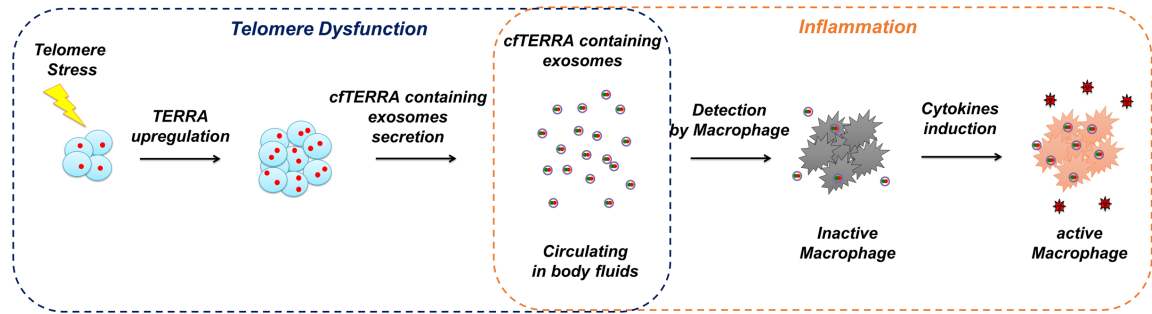 Telomere Dysfunction
Inflammation
Telomere
Stress
TERRA
upregulation
cfTERRA containing
exosomes
secretion
cfTERRA containing
exosomes
Circulating
in body fluids
Detection
by Macrophage
Inactive
Macrophage
Cytokines
induction
active
Macrophage